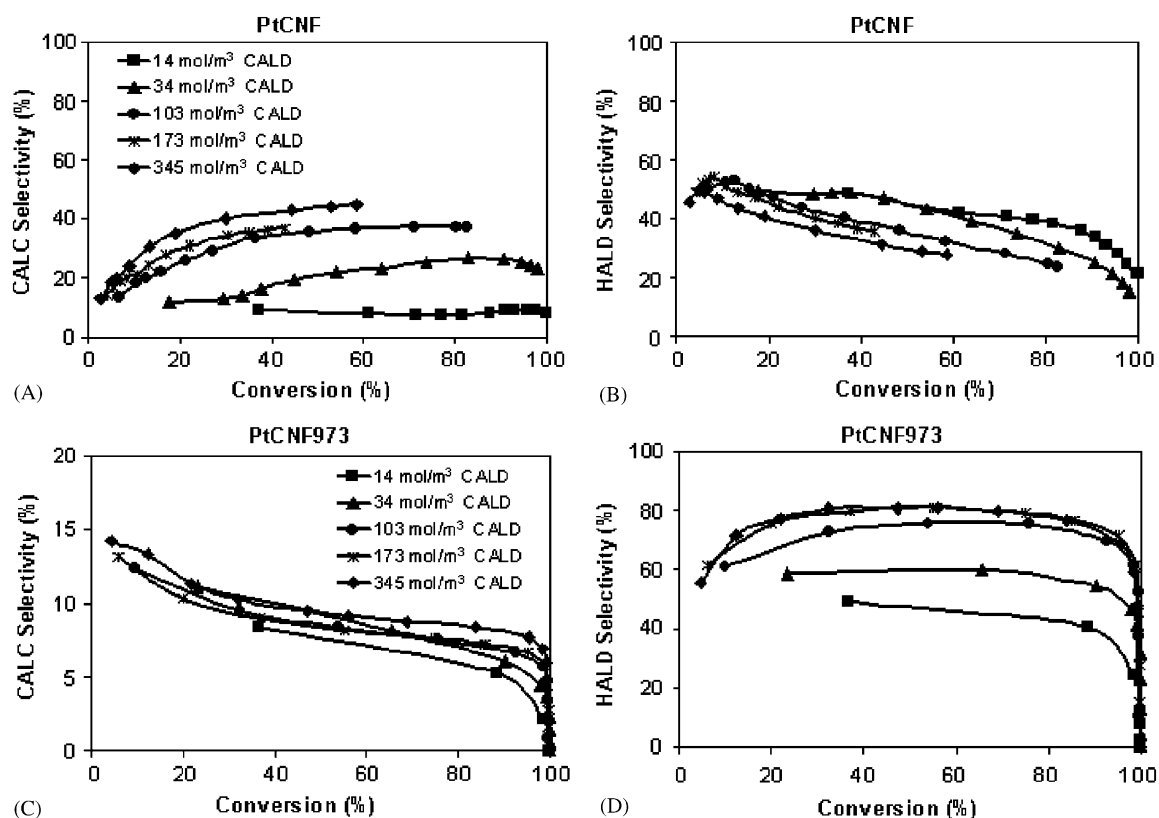 PtCNF
CALC Selectivity (%)
100
80
60
40
20
0
14 mol/m³ CALD
34 mol/m³ CALD
103 mol/m³ CALD
173 mol/m³ CALD
345 mol/m³ CALD
0 20 40 60 80 100
(A) Conversion (%)
PtCNF
HALD Selectivity (%)
100
80
60
40
20
0
0 20 40 60 80 100
(B) Conversion (%)
PtCNF973
CALC Selectivity (%)
20
15
10
5
0
14 mol/m³ CALD
34 mol/m³ CALD
103 mol/m³ CALD
173 mol/m³ CALD
345 mol/m³ CALD
0 20 40 60 80 100
(C) Conversion (%)
PtCNF973
HALD Selectivity (%)
100
80
60
40
20
0
0 20 40 60 80 100
(D) Conversion (%)